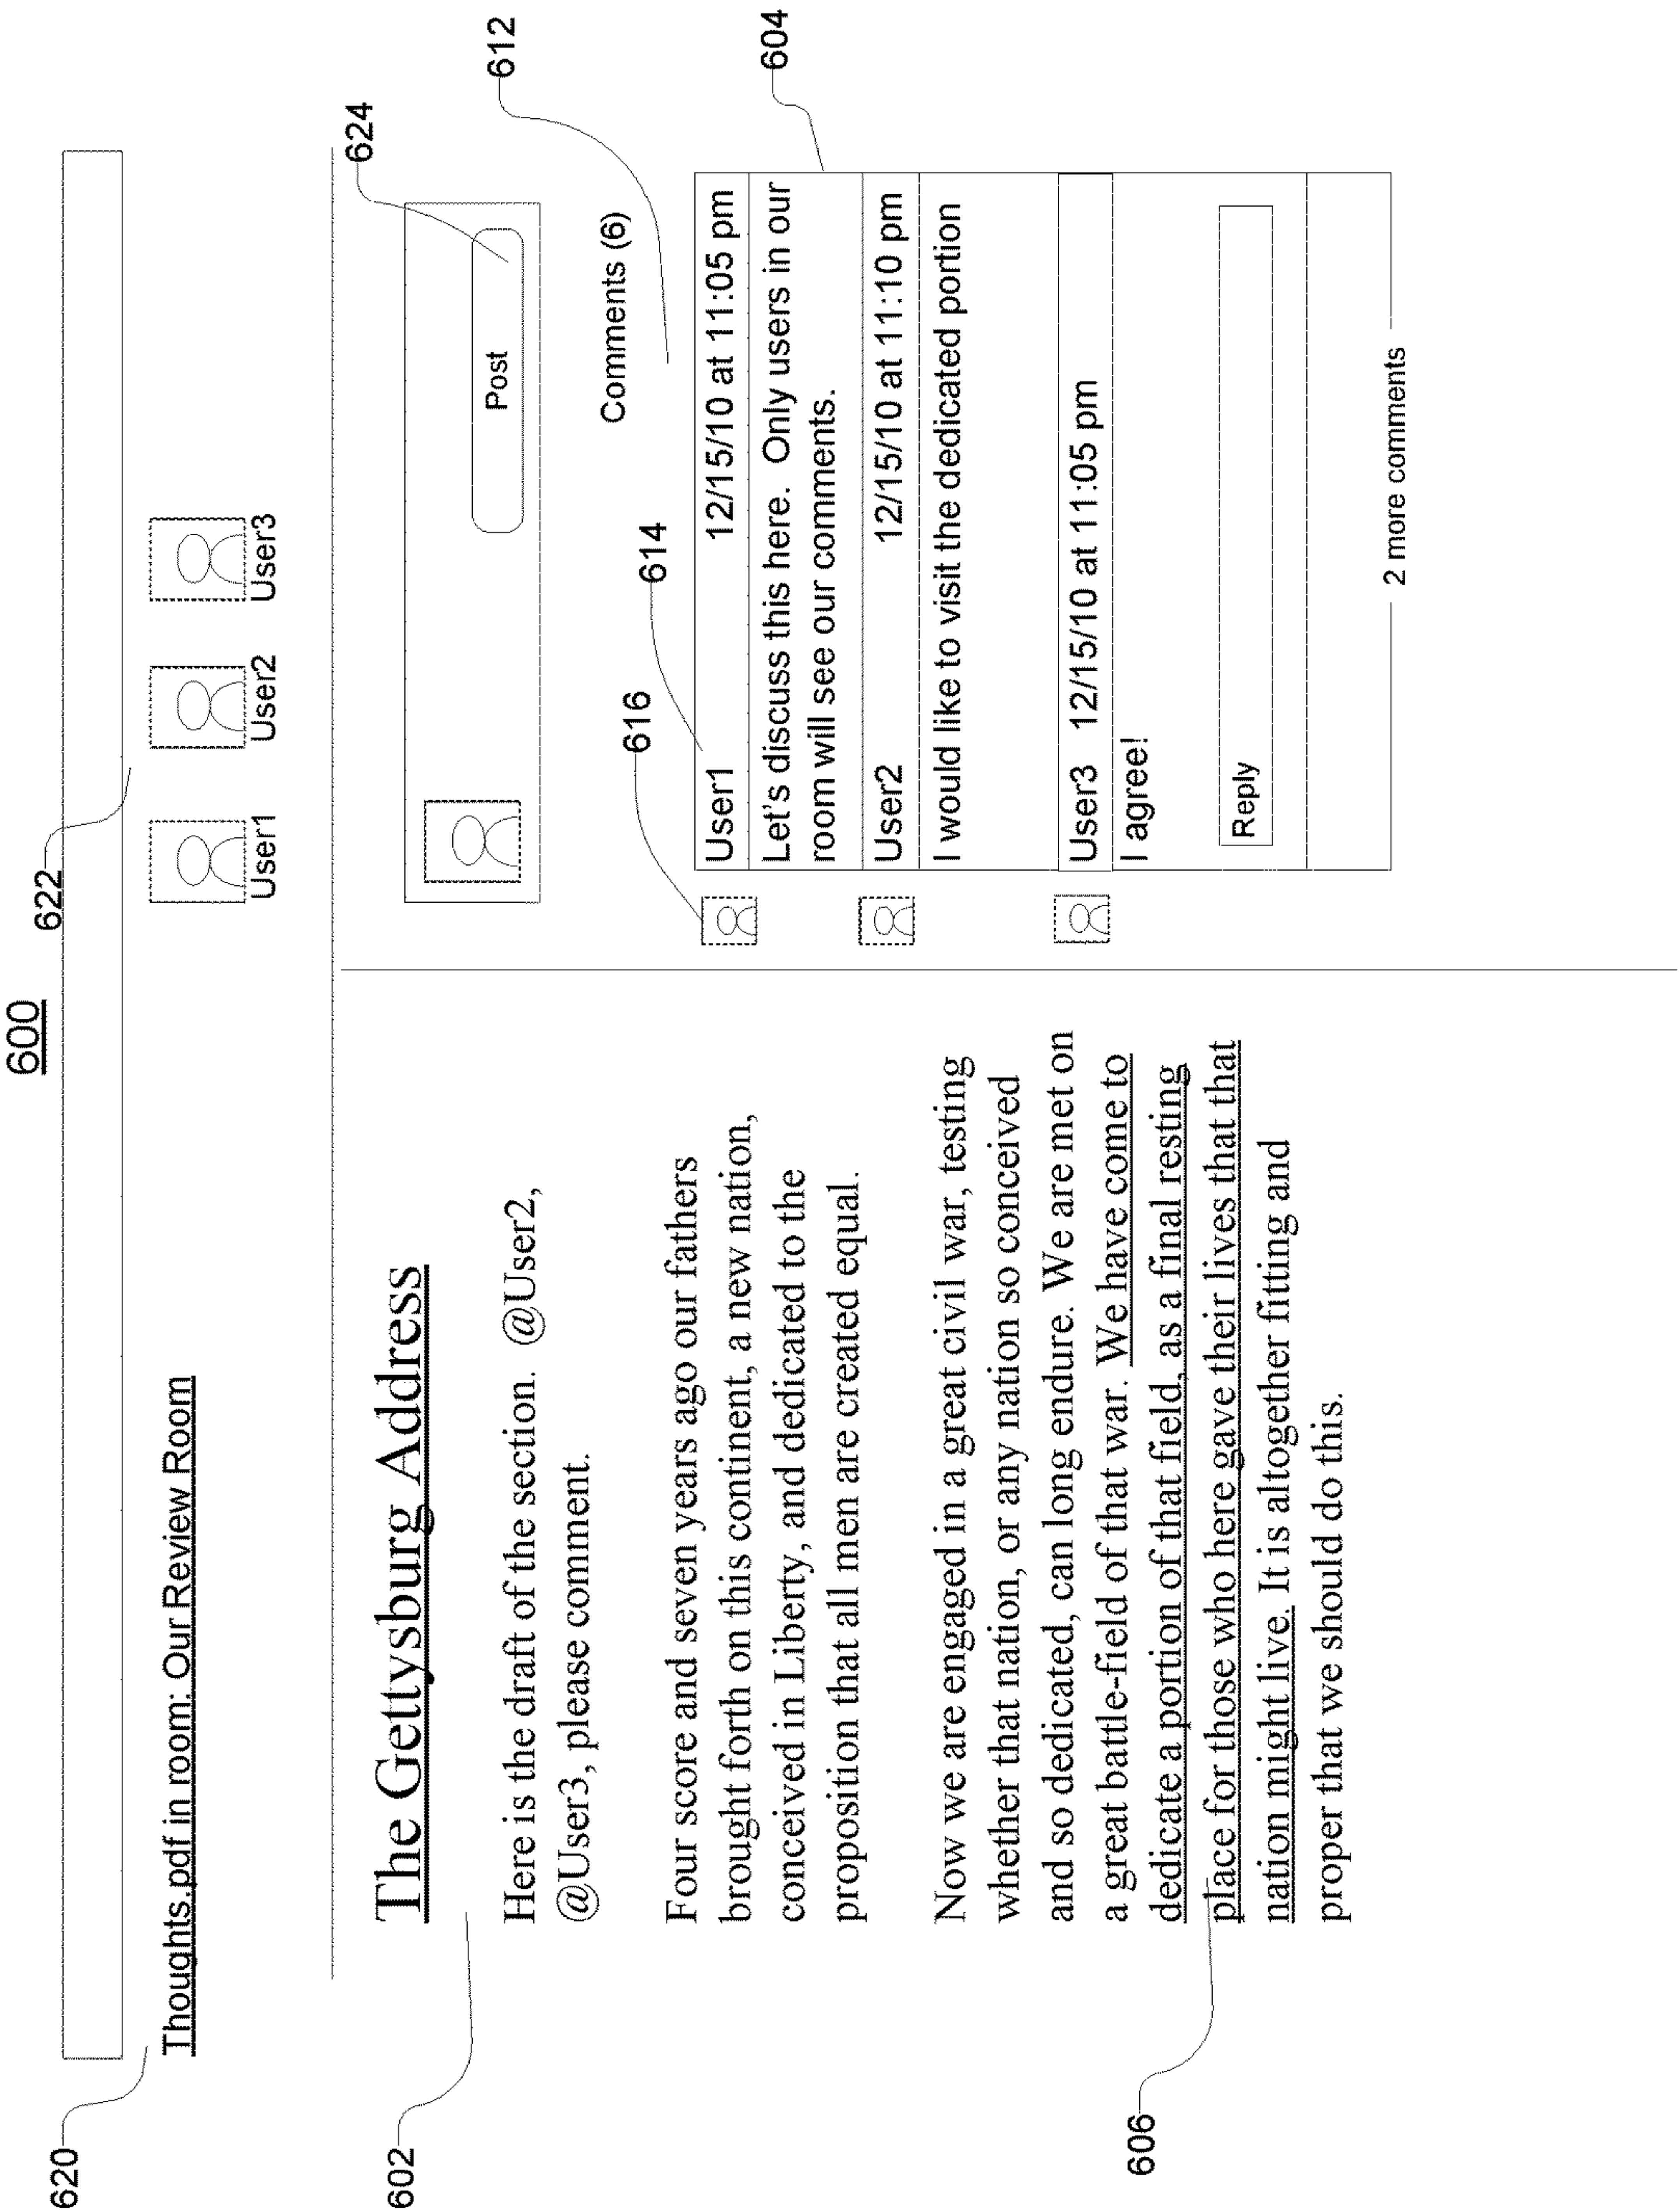 600
620
622
Thoughts.pdf in room: Our Review Room
User1
User2
User3
602
The Gettysburg Address
Here is the draft of the section. @User2,
@User3, please comment.
Four score and seven years ago our fathers
brought forth on this continent, a new nation,
conceived in Liberty, and dedicated to the
proposition that all men are created equal.
Now we are engaged in a great civil war, testing
whether that nation, or any nation so conceived
and so dedicated, can long endure. We are met on
a great battle-field of that war. We have come to
dedicate a portion of that field, as a final resting
place for those who here gave their lives that that
nation might live. It is altogether fitting and
proper that we should do this.
606
624
Post
612
Comments (6)
616
614
604
User1 12/15/10 at 11:05 pm
Let's discuss this here. Only users in our
room will see our comments.
User2 12/15/10 at 11:10 pm
I would like to visit the dedicated portion
User3 12/15/10 at 11:05 pm
I agree!
Reply
2 more comments